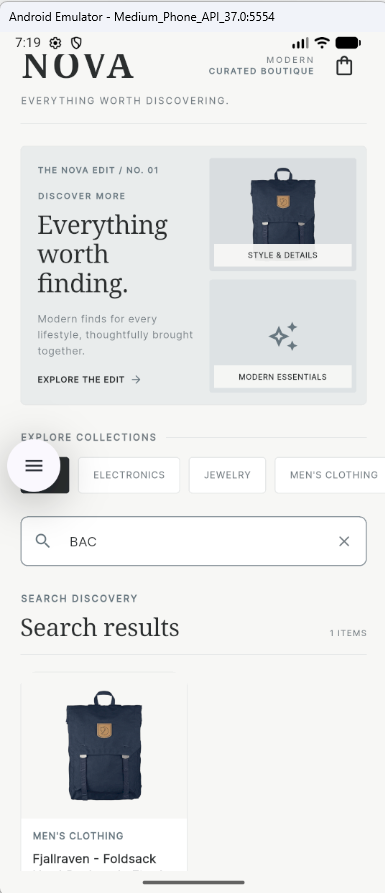 Android Emulator - Medium_Phone_API_37.0:5554
7:19
NOVA
MODERN
CURATED BOUTIQUE
EVERYTHING WORTH DISCOVERING.
THE NOVA EDIT / NO. 01
DISCOVER MORE
Everything
worth
finding.
Modern finds for every
lifestyle, thoughtfully brought
together.
EXPLORE THE EDIT →
STYLE & DETAILS
MODERN ESSENTIALS
EXPLORE COLLECTIONS
ELECTRONICS
JEWELRY
MEN'S CLOTHING
BAC
SEARCH DISCOVERY
Search results
1 ITEMS
MEN'S CLOTHING
Fjallraven - Foldsack